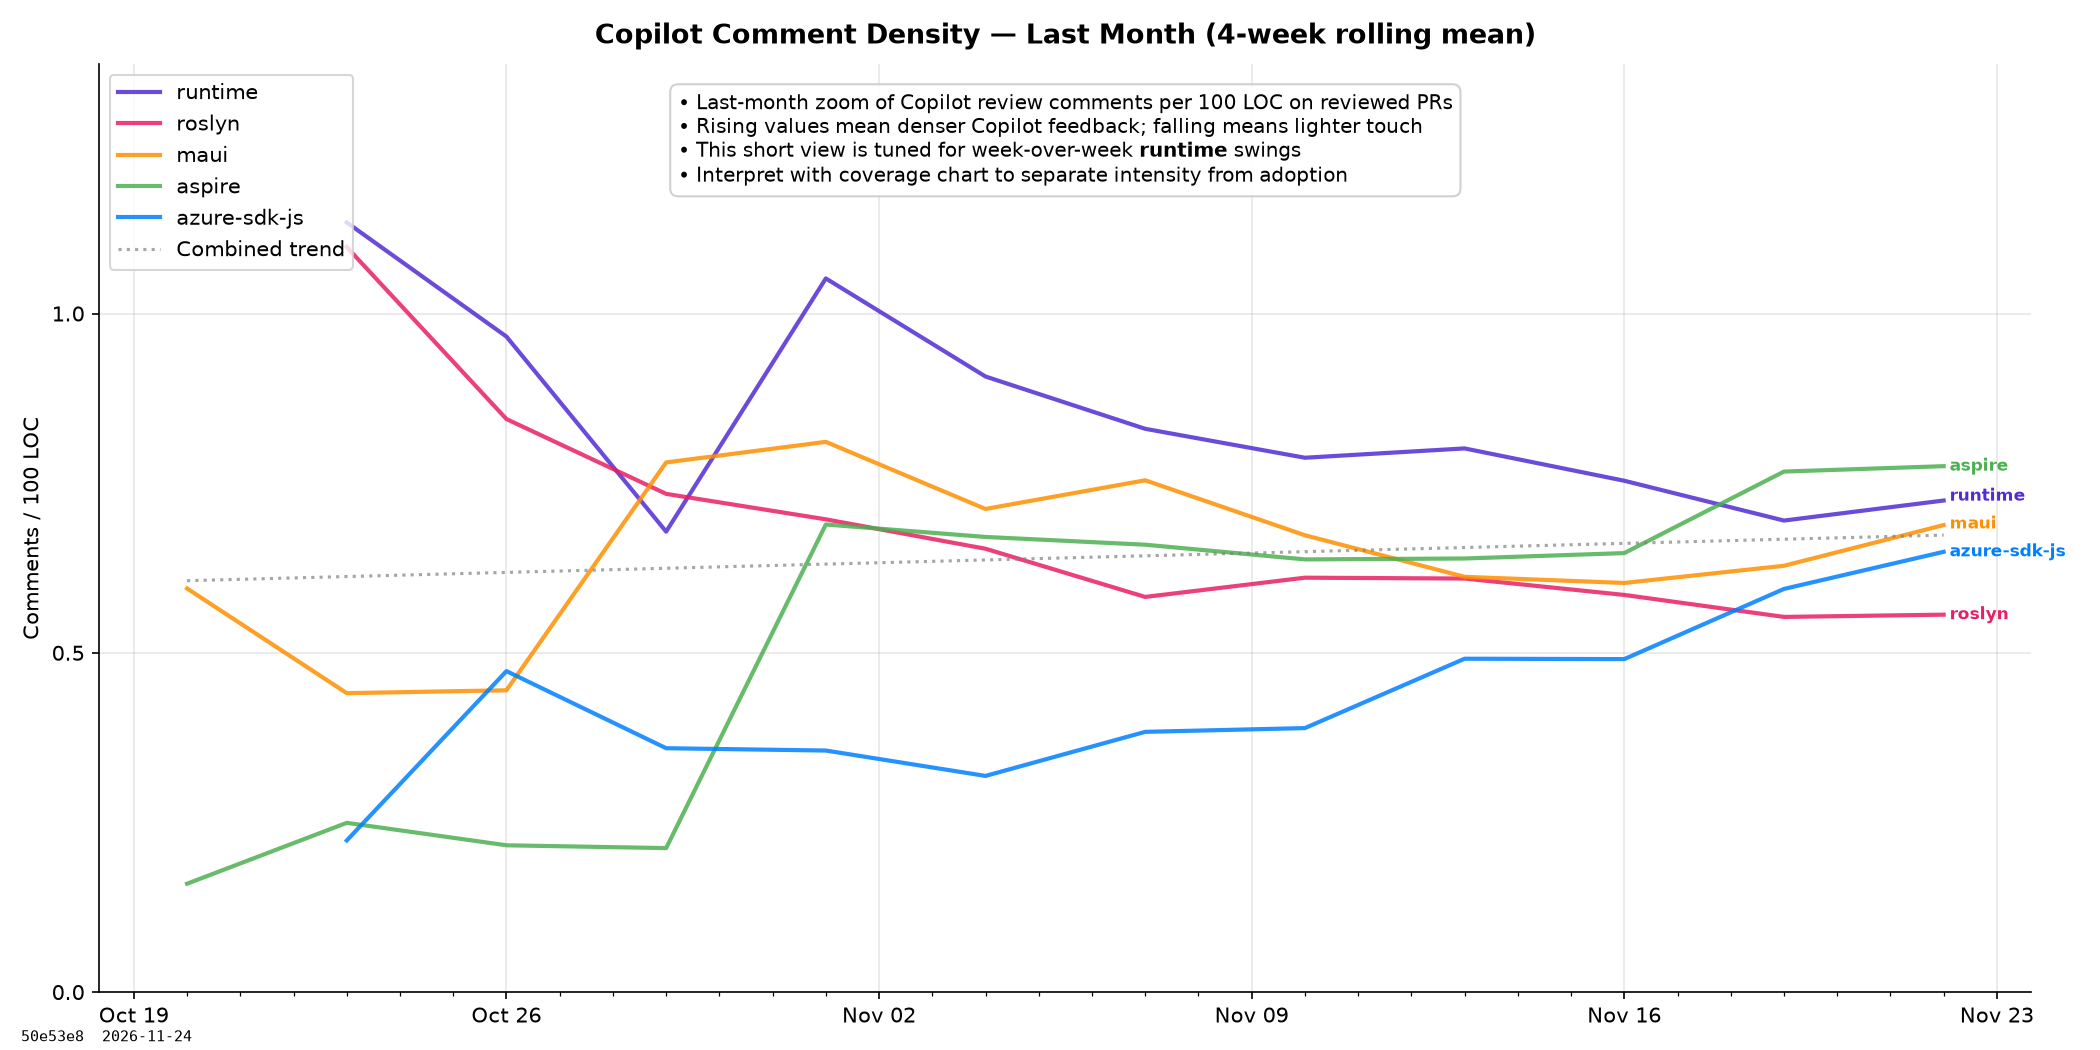 Copilot Comment Density — Last Month (4-week rolling mean)
runtime
roslyn
maui
aspire
azure-sdk-js
Combined trend
• Last-month zoom of Copilot review comments per 100 LOC on reviewed PRs
• Rising values mean denser Copilot feedback; falling means lighter touch
• This short view is tuned for week-over-week runtime swings
• Interpret with coverage chart to separate intensity from adoption
Comments / 100 LOC
1.0
0.5
0.0
aspire
runtime
maui
azure-sdk-js
roslyn
Oct 19
Oct 26
Nov 02
Nov 09
Nov 16
Nov 23
50e53e8  2026-11-24